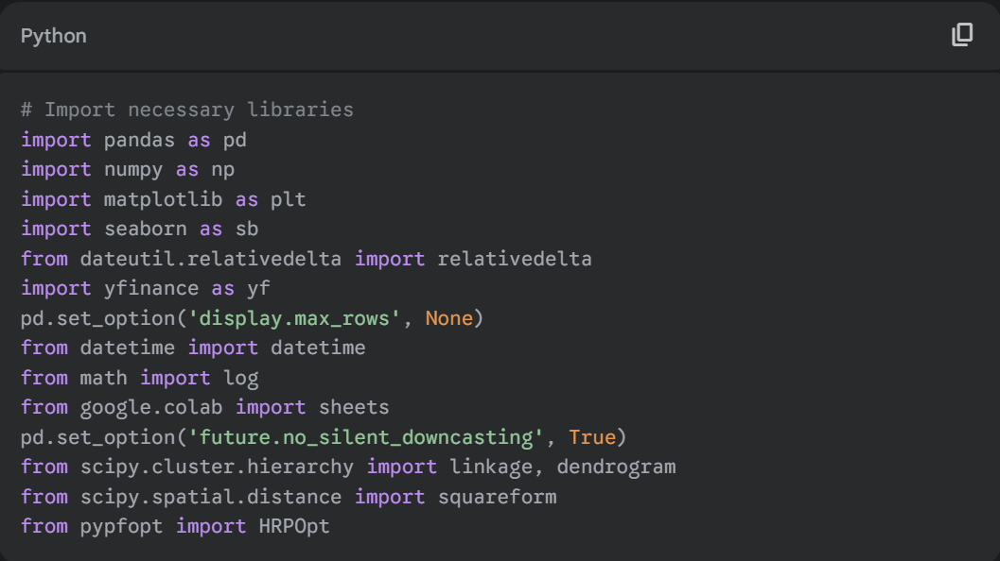 Python
# Import necessary libraries
import pandas as pd
import numpy as np
import matplotlib as plt
import seaborn as sb
from dateutil.relativedelta import relativedelta
import yfinance as yf
pd.set_option('display.max_rows', None)
from datetime import datetime
from math import log
from google.colab import sheets
pd.set_option('future.no_silent_downcasting', True)
from scipy.cluster.hierarchy import linkage, dendrogram
from scipy.spatial.distance import squareform
from pypfopt import HRPOpt